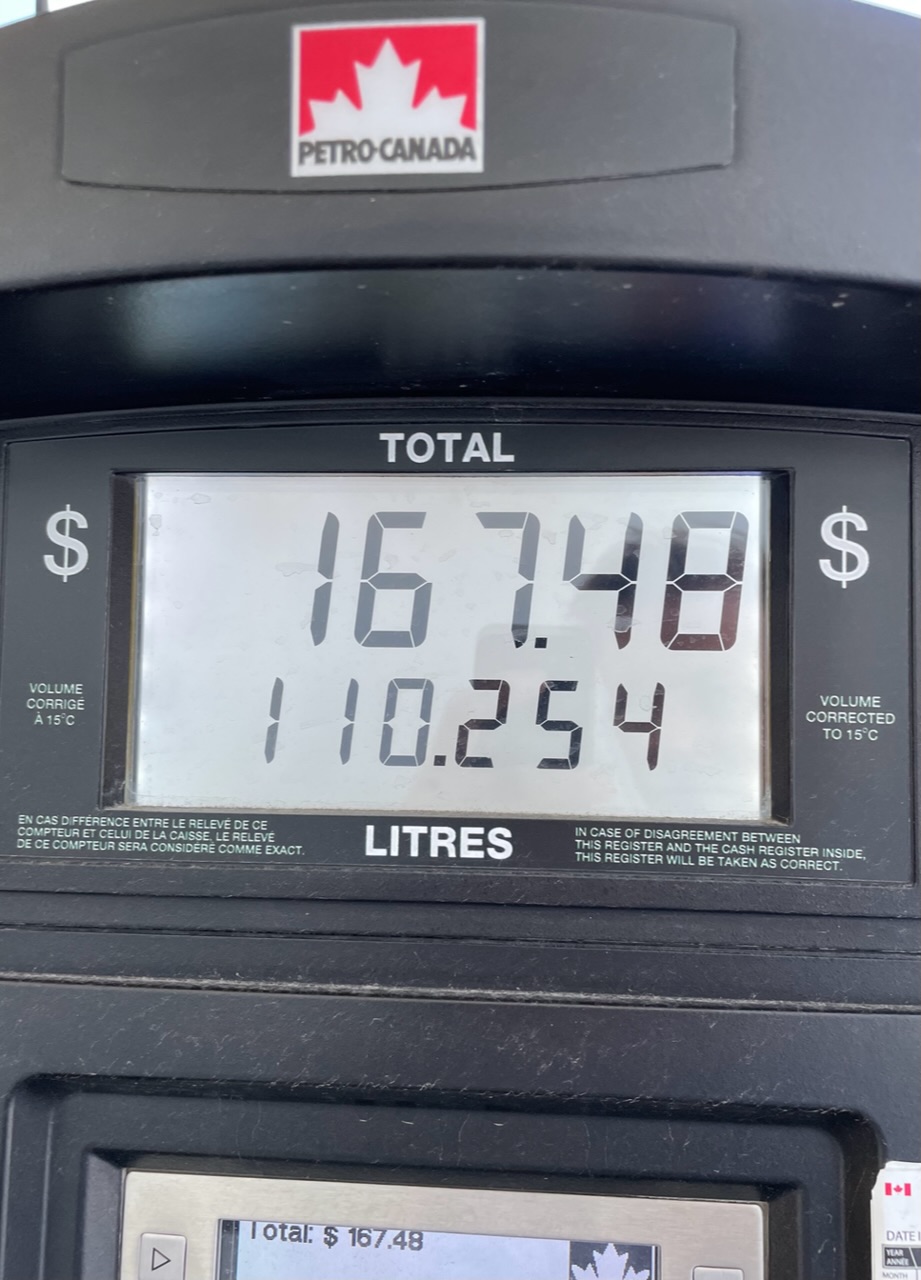 PETRO-CANADA
TOTAL
$
$
167.48
110.254
VOLUME
CORRIGÉ
À 15°C
VOLUME
CORRECTED
TO 15°C
EN CAS DIFFÉRENCE ENTRE LE RELEVÉ DE CE
COMPTEUR ET CELUI DE LA CAISSE, LE RELEVÉ
DE CE COMPTEUR SERA CONSIDÉRÉ COMME EXACT.
LITRES
IN CASE OF DISAGREEMENT BETWEEN
THIS REGISTER AND THE CASH REGISTER INSIDE,
THIS REGISTER WILL BE TAKEN AS CORRECT.
Total: $ 167.48
DATE
YEAR
ANNÉE
MONTH